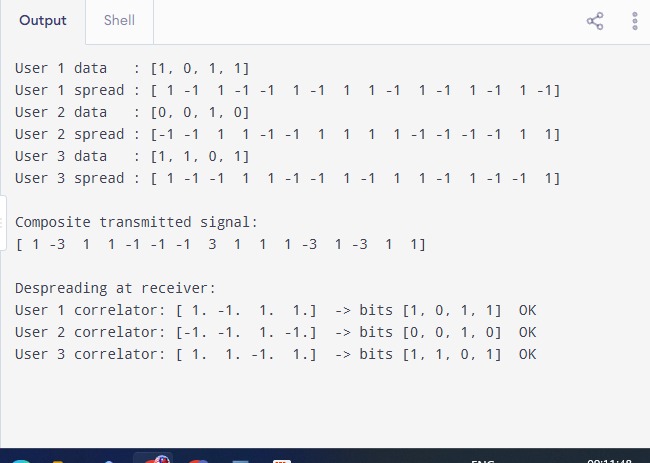 Output Shell
User 1 data   : [1, 0, 1, 1]
User 1 spread : [ 1 -1  1 -1 -1  1 -1  1  1 -1  1 -1  1 -1  1 -1]
User 2 data   : [0, 0, 1, 0]
User 2 spread : [-1 -1  1  1 -1 -1  1  1  1  1 -1 -1 -1 -1  1  1]
User 3 data   : [1, 1, 0, 1]
User 3 spread : [ 1 -1 -1  1  1 -1 -1  1 -1  1  1 -1  1 -1 -1  1]
Composite transmitted signal:
[ 1 -3  1  1 -1 -1 -1  3  1  1  1 -3  1 -3  1  1]
Despreading at receiver:
User 1 correlator: [ 1. -1.  1.  1.]  -> bits [1, 0, 1, 1]  OK
User 2 correlator: [-1. -1.  1. -1.]  -> bits [0, 0, 1, 0]  OK
User 3 correlator: [ 1.  1. -1.  1.]  -> bits [1, 1, 0, 1]  OK